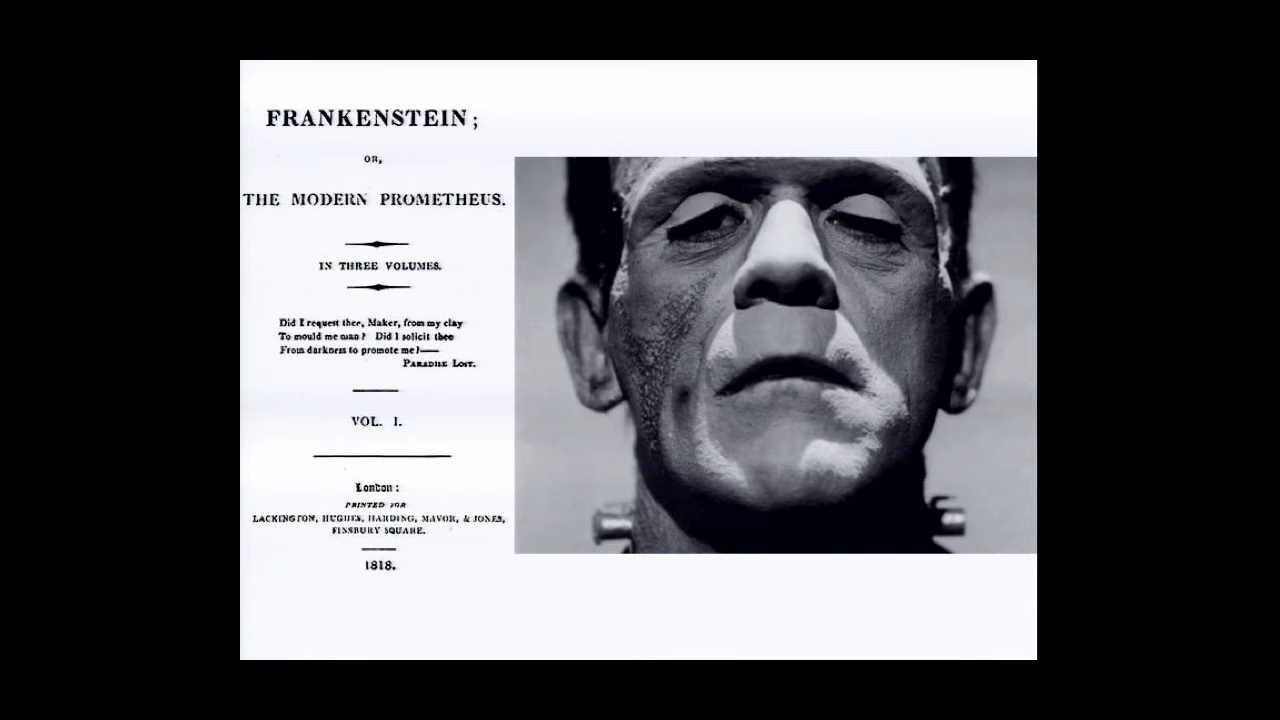 FRANKENSTEIN;
OR,
THE MODERN PROMETHEUS.
IN THREE VOLUMES.
Did I request thee, Maker, from my clay
To mould me man? Did I solicit thee
From darkness to promote me?——
PARADISE LOST.
VOL. I.
London:
PRINTED FOR
LACKINGTON, HUGHES, HARDING, MAVOR, & JONES,
FINSBURY SQUARE.
1818.